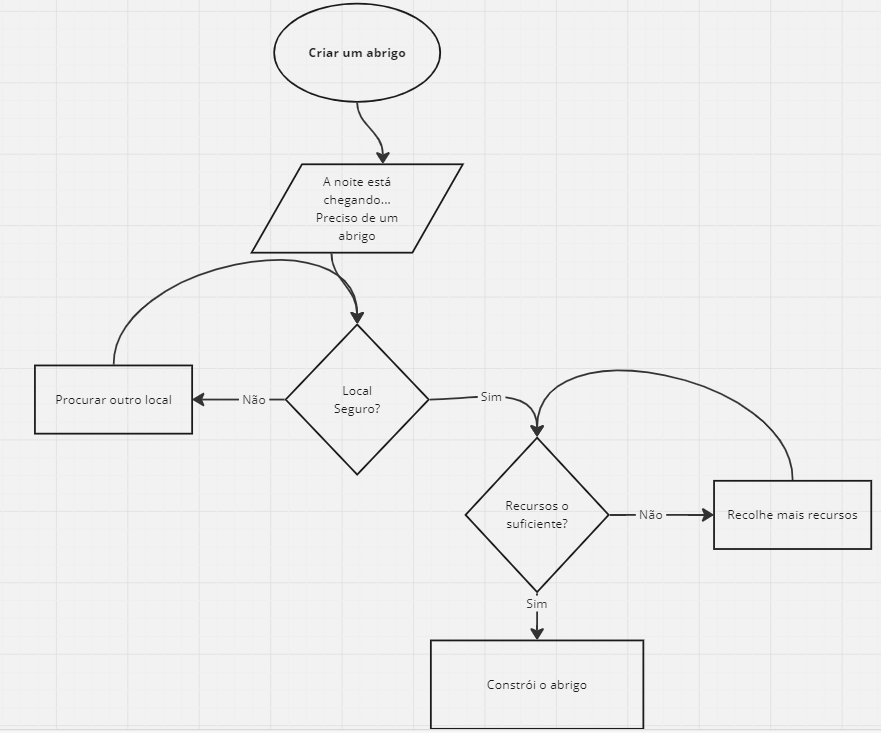 Criar um abrigo
A noite está
chegando...
Preciso de um
abrigo
Local
Seguro?
Não
Procurar outro local
Sim
Recursos o
suficiente?
Não
Recolhe mais recursos
Sim
Constrói o abrigo